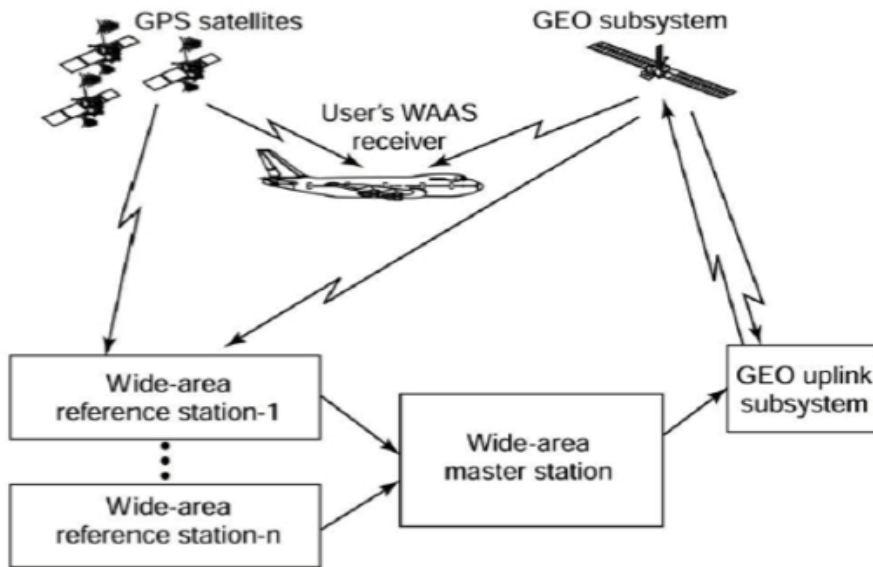 GPS satellites
GEO subsystem
User's WAAS
receiver
Wide-area
reference station-1
Wide-area
master station
GEO uplink
subsystem
Wide-area
reference station-n